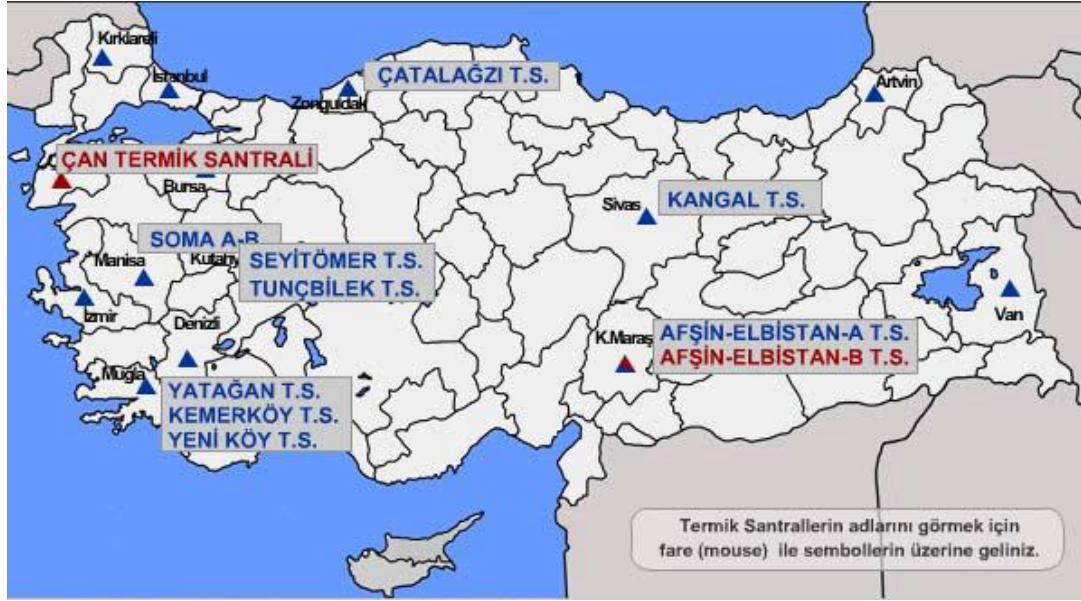 Kırklareli
İstanbul
Zonguldak
ÇATALAĞZI T.S.
Artvin
ÇAN TERMİK SANTRALİ
Bursa
Sivas
KANGAL T.S.
SOMA A-B
Manisa
Kütahy
SEYİTÖMER T.S.
TUNÇBİLEK T.S.
İzmir
Denizli
Van
K.Maraş
AFŞİN-ELBİSTAN-A T.S.
AFŞİN-ELBİSTAN-B T.S.
Muğla
YATAĞAN T.S.
KEMERKÖY T.S.
YENİ KÖY T.S.
Termik Santrallerin adlarını görmek için
fare (mouse) ile sembollerin üzerine geliniz.